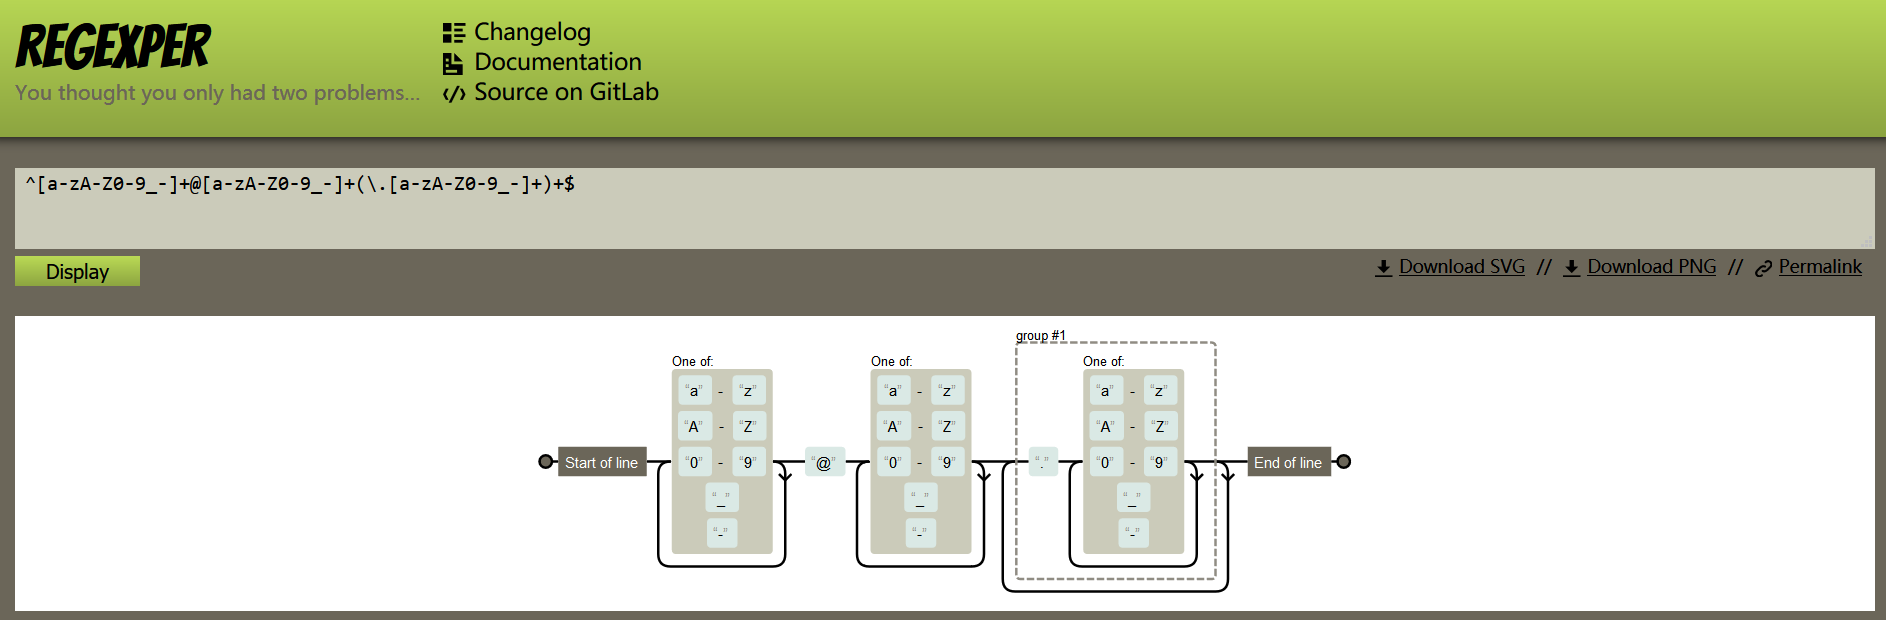 REGEXPER
You thought you only had two problems...
Changelog
Documentation
Source on GitLab
^[a-zA-Z0-9_-]+@[a-zA-Z0-9_-]+(\.[a-zA-Z0-9_-]+)+$
Display
Download SVG // Download PNG // Permalink
group #1
One of: One of: One of:
“a” - “z” “a” - “z” “a” - “z”
“A” - “Z” “A” - “Z” “A” - “Z”
Start of line “0” - “9” “@” “0” - “9” “.” “0” - “9” End of line
“_” “_” “_”
“-” “-” “-”